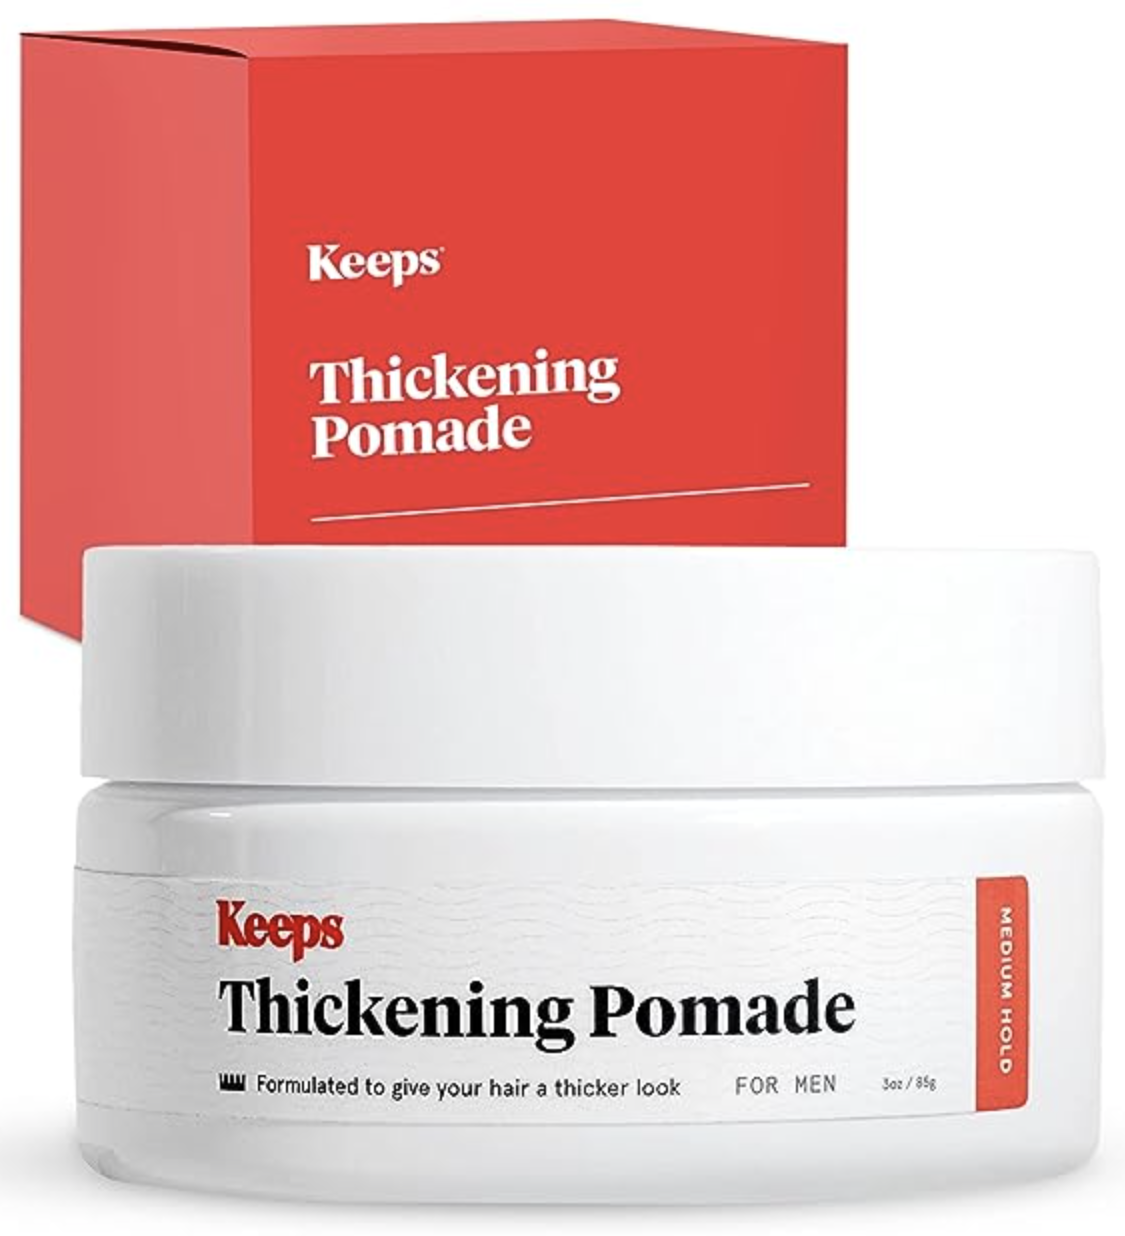 Keeps
Thickening
Pomade
Keeps
Thickening Pomade
Formulated to give your hair a thicker look FOR MEN 3oz / 85g
MEDIUM HOLD